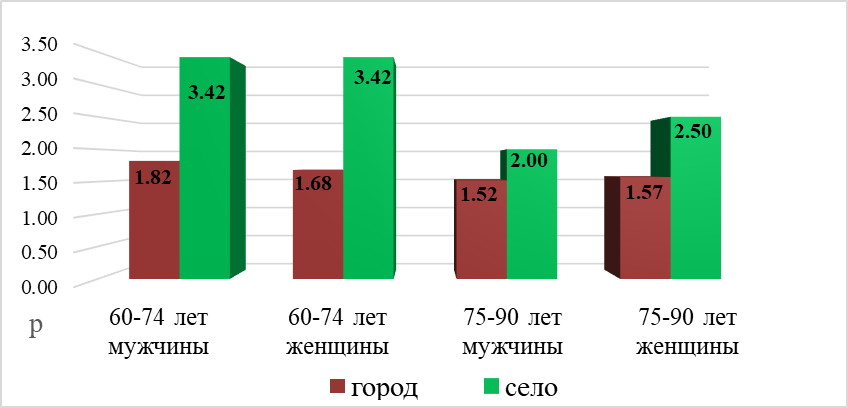 3.50
3.00
2.50
2.00
1.50
1.00
0.50
0.00
3.42
3.42
1.82
1.68
1.52
2.00
1.57
2.50
р
60-74 лет
мужчины
60-74 лет
женщины
75-90 лет
мужчины
75-90 лет
женщины
город
село